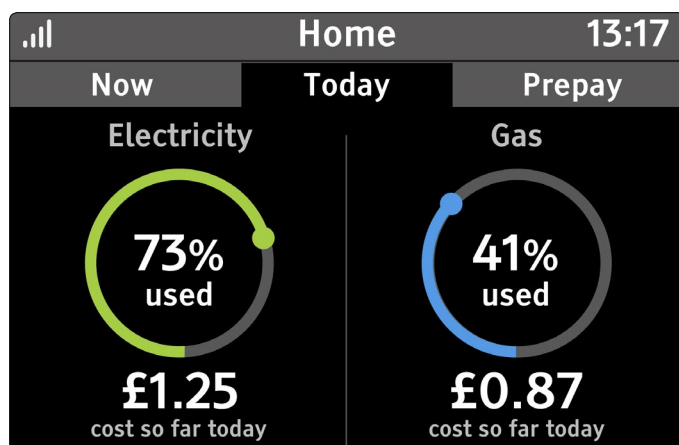 Home 13:17
Now Today Prepay
Electricity Gas
73% 41%
used used
£1.25 £0.87
cost so far today cost so far today